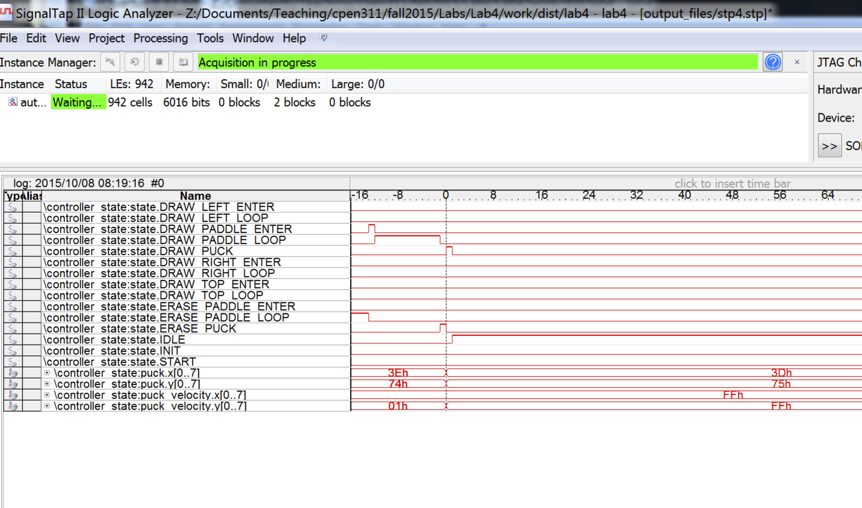 SignalTap II Logic Analyzer - Z:/Documents/Teaching/cpen311/fall2015/Labs/Lab4/work/dist/lab4 - lab4 - [output_files/stp4.stp]*
File Edit View Project Processing Tools Window Help
Instance Manager: Acquisition in progress JTAG Ch
Instance Status LEs: 942 Memory: Small: 0/( Medium: Large: 0/0 Hardwar
aut... Waiting... 942 cells 6016 bits 0 blocks 2 blocks 0 blocks
Device:
>> SO
log: 2015/10/08 08:19:16 #0 click to insert time bar
Type Alias Name -16 -8 0 8 16 24 32 40 48 56 64
\controller_state:state.DRAW_LEFT_ENTER
\controller_state:state.DRAW_LEFT_LOOP
\controller_state:state.DRAW_PADDLE_ENTER
\controller_state:state.DRAW_PADDLE_LOOP
\controller_state:state.DRAW_PUCK
\controller_state:state.DRAW_RIGHT_ENTER
\controller_state:state.DRAW_RIGHT_LOOP
\controller_state:state.DRAW_TOP_ENTER
\controller_state:state.DRAW_TOP_LOOP
\controller_state:state.ERASE_PADDLE_ENTER
\controller_state:state.ERASE_PADDLE_LOOP
\controller_state:state.ERASE_PUCK
\controller_state:state.IDLE
\controller_state:state.INIT
\controller_state:state.START
\controller_state:puck.x[0..7] 3Eh 3Dh
\controller_state:puck.y[0..7] 74h 75h
\controller_state:puck_velocity.x[0..7] FFh
\controller_state:puck_velocity.y[0..7] 01h FFh